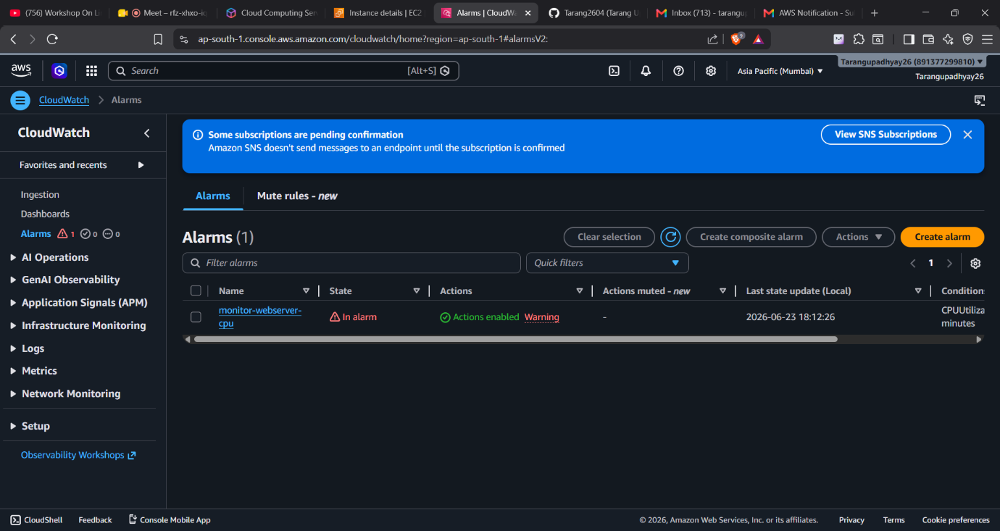 (756) Workshop On Li
Meet – rfz-xhxo-iq
Cloud Computing Ser
Instance details | EC2
Alarms | CloudWa
Tarang2604 (Tarang U
Inbox (713) - tarangup
AWS Notification - Su
ap-south-1.console.aws.amazon.com/cloudwatch/home?region=ap-south-1#alarmsV2:
9
aws
Search
[Alt+S]
Asia Pacific (Mumbai)
Tarangupadhyay26 (891377299810)
Tarangupadhyay26
CloudWatch
Alarms
CloudWatch
Favorites and recents
Ingestion
Dashboards
Alarms 1 0 0
AI Operations
GenAI Observability
Application Signals (APM)
Infrastructure Monitoring
Logs
Metrics
Network Monitoring
Setup
Observability Workshops
Some subscriptions are pending confirmation
Amazon SNS doesn't send messages to an endpoint until the subscription is confirmed
View SNS Subscriptions
Alarms
Mute rules - new
Alarms (1)
Clear selection
Create composite alarm
Actions
Create alarm
Filter alarms
Quick filters
1
Name
State
Actions
Actions muted - new
Last state update (Local)
Condition
monitor-webserver-
cpu
In alarm
Actions enabled Warning
-
2026-06-23 18:12:26
CPUUtiliza
minutes
CloudShell
Feedback
Console Mobile App
© 2026, Amazon Web Services, Inc. or its affiliates.
Privacy
Terms
Cookie preferences